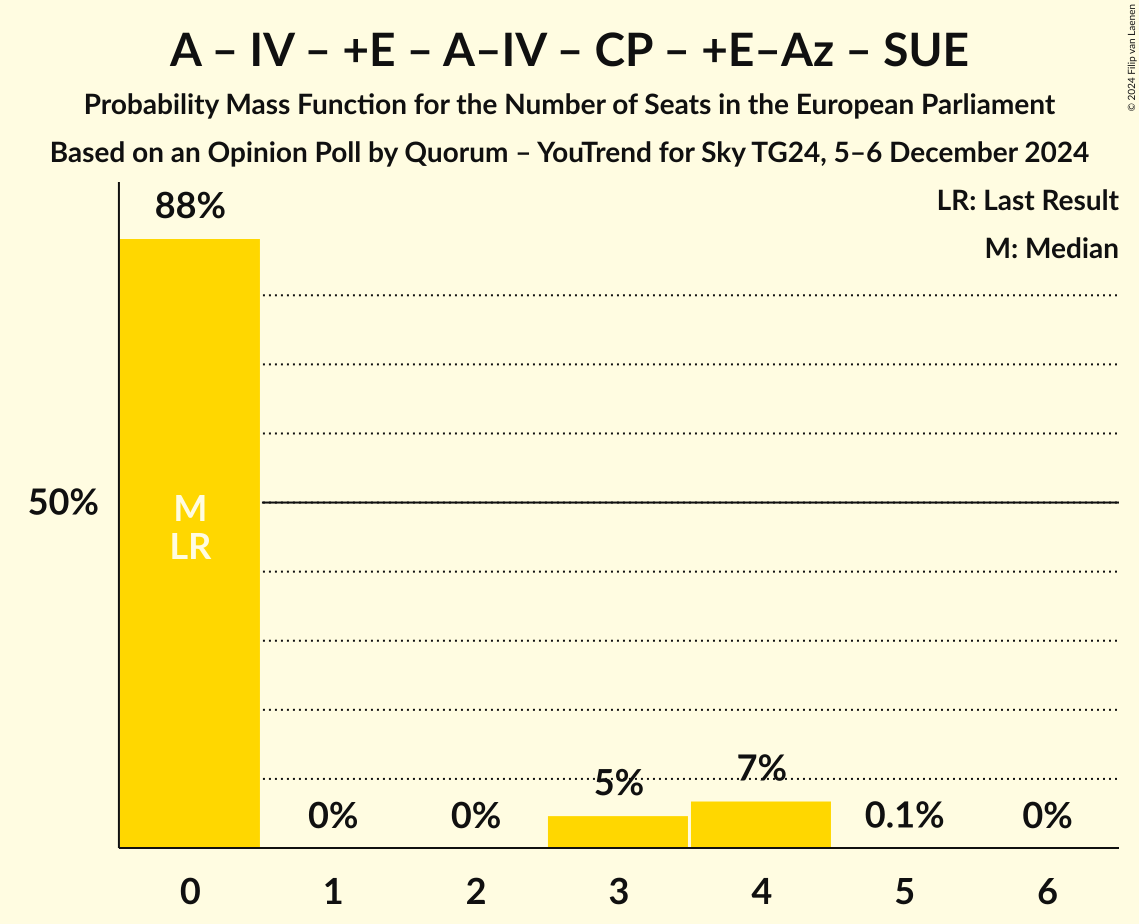 A – IV – +E – A–IV – CP – +E–Az – SUE
Probability Mass Function for the Number of Seats in the European Parliament
Based on an Opinion Poll by Quorum – YouTrend for Sky TG24, 5–6 December 2024
© 2024 Filip van Laenen
LR: Last Result
M: Median
88%
50%
M
LR
0%
0%
5%
7%
0.1%
0%
0
1
2
3
4
5
6